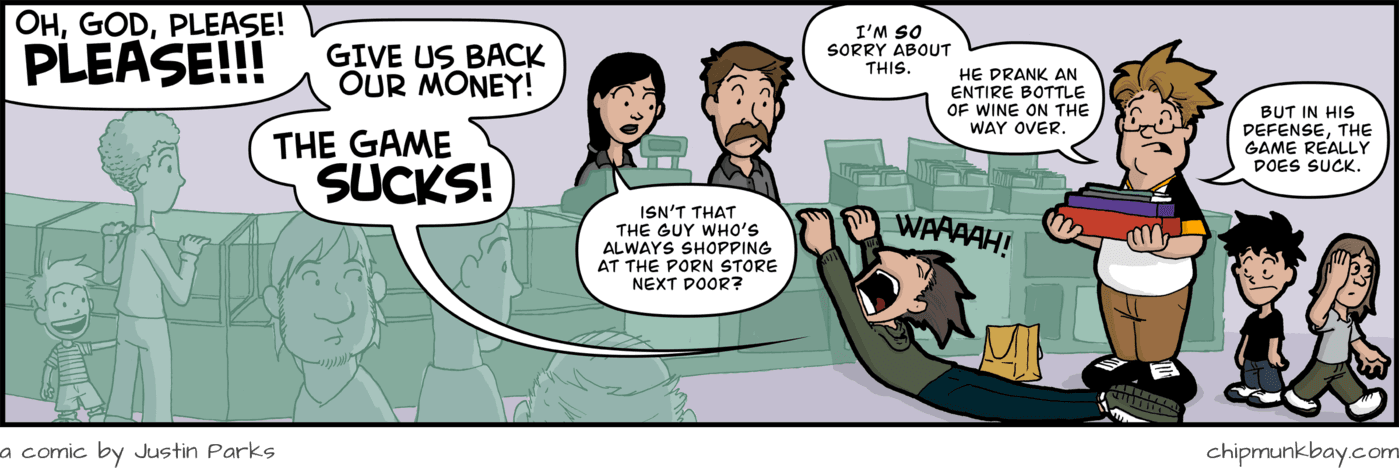 OH, GOD, PLEASE!
PLEASE!!!
GIVE US BACK
OUR MONEY!
THE GAME
SUCKS!
ISN'T THAT
THE GUY WHO'S
ALWAYS SHOPPING
AT THE PORN STORE
NEXT DOOR?
WAAAAH!
I'M SO
SORRY ABOUT
THIS.
HE DRANK AN
ENTIRE BOTTLE
OF WINE ON THE
WAY OVER.
BUT IN HIS
DEFENSE, THE
GAME REALLY
DOES SUCK.
a comic by Justin Parks
chipmunkbay.com